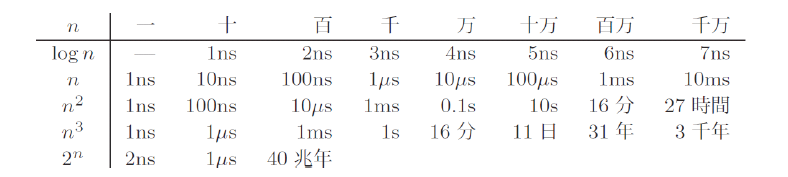 n 一 十 百 千 万 十万 百万 千万
log n — 1ns 2ns 3ns 4ns 5ns 6ns 7ns
n 1ns 10ns 100ns 1μs 10μs 100μs 1ms 10ms
n² 1ns 100ns 10μs 1ms 0.1s 10s 16 分 27 時間
n³ 1ns 1μs 1ms 1s 16 分 11 日 31 年 3 千年
2ⁿ 2ns 1μs 40 兆年